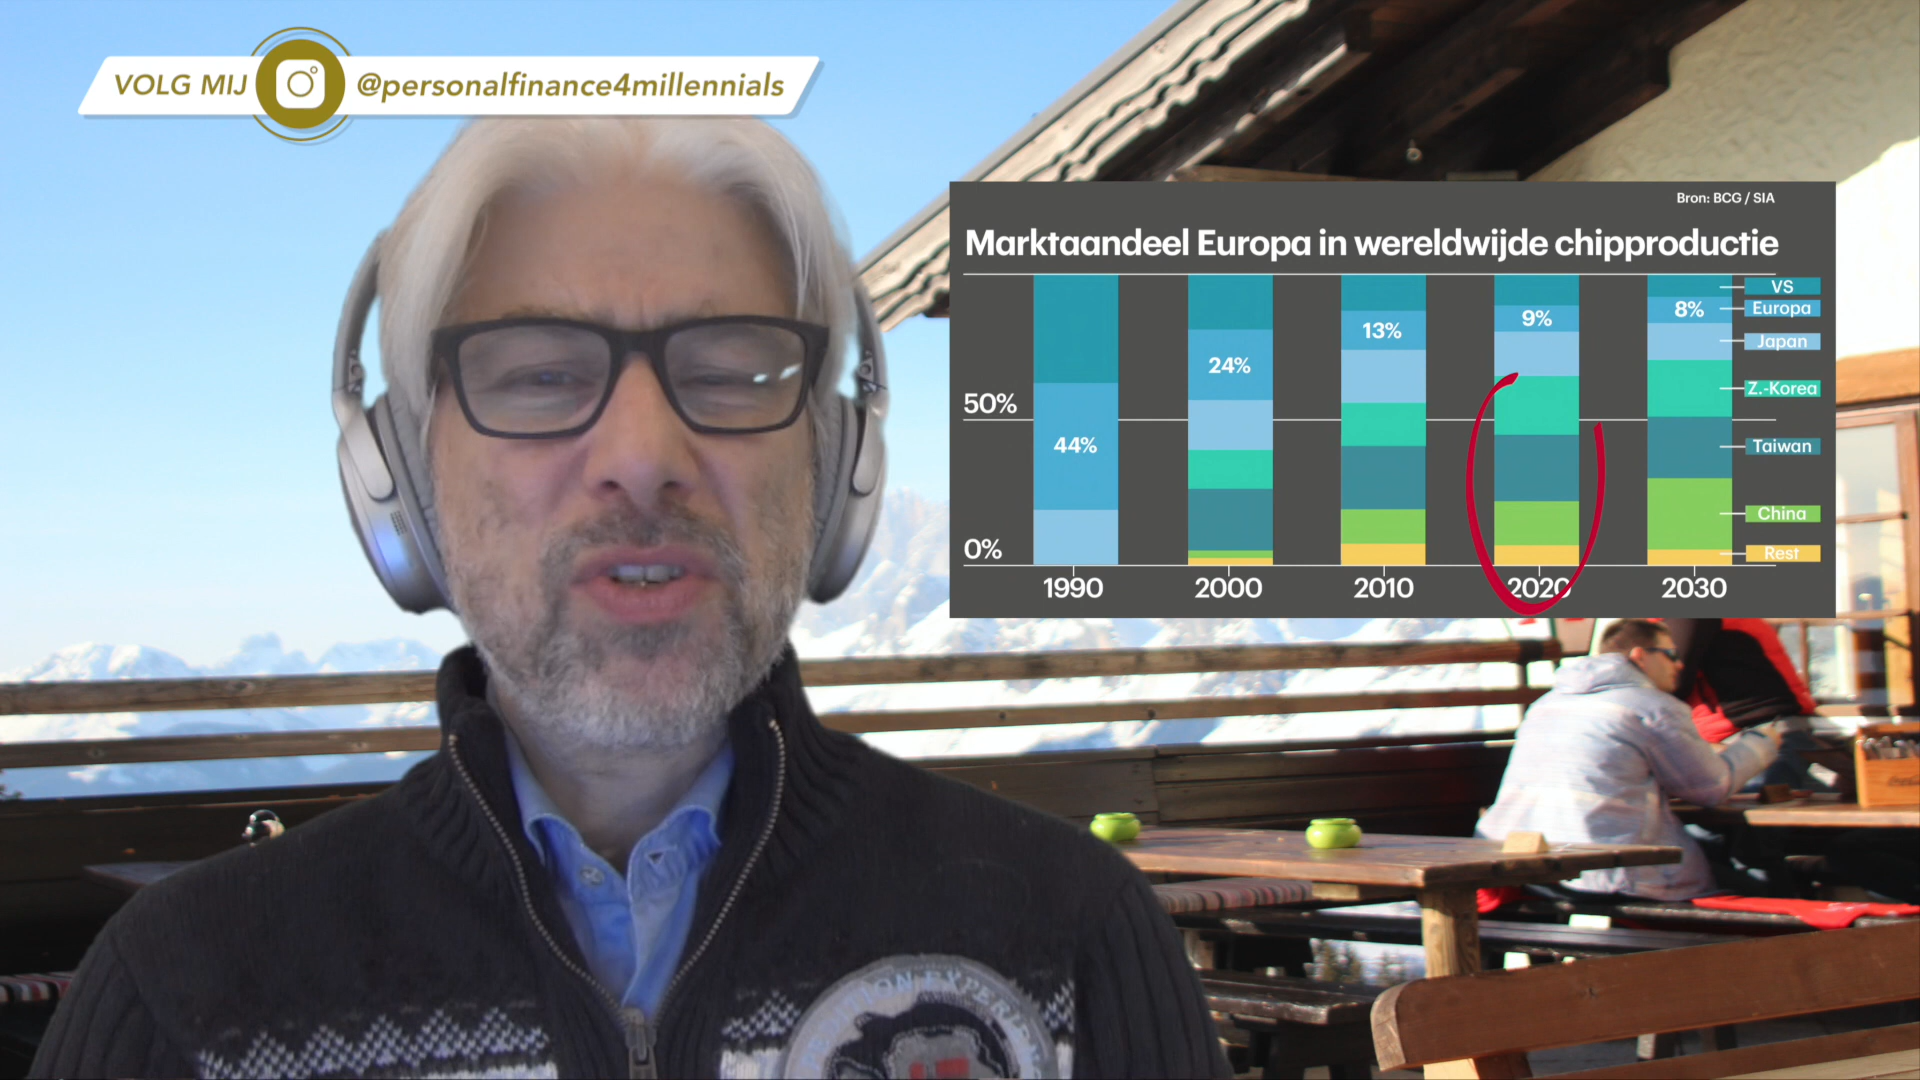 VOLG MIJ @personalfinance4millennials
Bron: BCG / SIA
Marktaandeel Europa in wereldwijde chipproductie
VS
8% Europa
9%
13%
Japan
24%
Z.-Korea
50%
44%
Taiwan
China
0%
Rest
1990 2000 2010 2020 2030